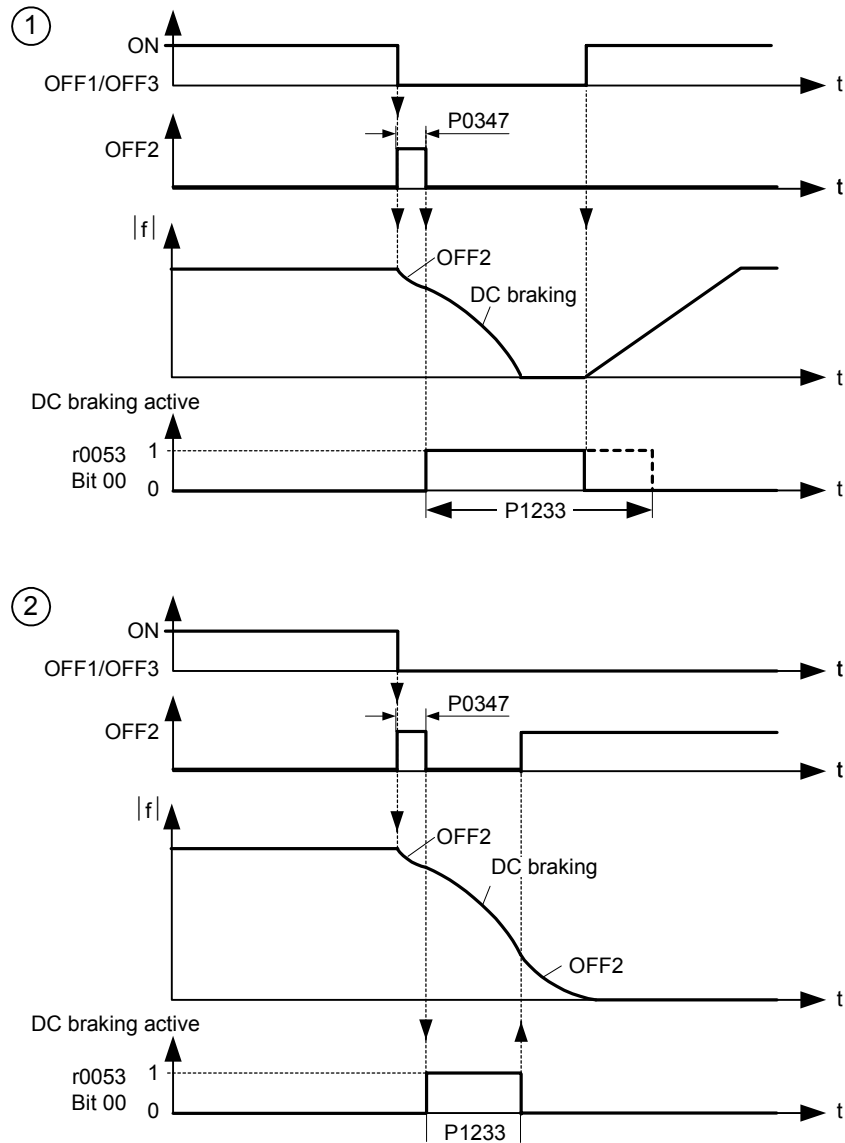 1
ON
OFF1/OFF3
t
P0347
OFF2
t
|f|
OFF2
DC braking
t
DC braking active
r0053
Bit 00
1
0
t
P1233
2
ON
OFF1/OFF3
t
P0347
OFF2
t
|f|
OFF2
DC braking
OFF2
t
DC braking active
r0053
Bit 00
1
0
t
P1233